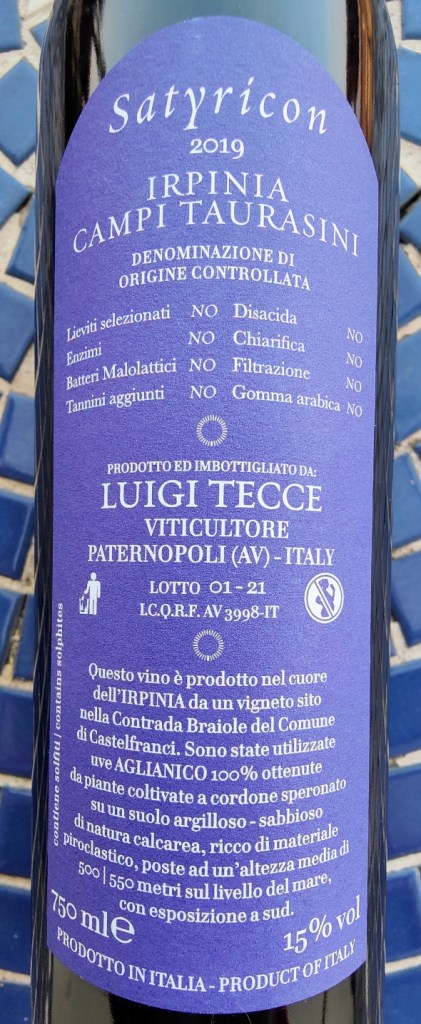 Satyricon
2019
IRPINIA
CAMPI TAURASINI
DENOMINAZIONE DI
ORIGINE CONTROLLATA
Lieviti selezionati NO Disacida NO
Enzimi NO Chiarifica NO
Batteri Malolattici NO Filtrazione NO
Tannini aggiunti NO Gomma arabica NO
PRODOTTO ED IMBOTTIGLIATO DA:
LUIGI TECCE
VITICULTORE
PATERNOPOLI (AV) - ITALY
LOTTO 01-21
I.C.Q.R.F. AV 3998-IT
contiene solfiti | contains solphites
Questo vino è prodotto nel cuore
dell'IRPINIA da un vigneto sito
nella Contrada Braiole del Comune
di Castelfranci. Sono state utilizzate
uve AGLIANICO 100% ottenute
da piante coltivate a cordone speronato
su un suolo argilloso - sabbioso
di natura calcarea, ricco di materiale
piroclastico, poste ad un'altezza media di
500 | 550 metri sul livello del mare,
con esposizione a sud.
750 ml e
15% vol
PRODOTTO IN ITALIA - PRODUCT OF ITALY